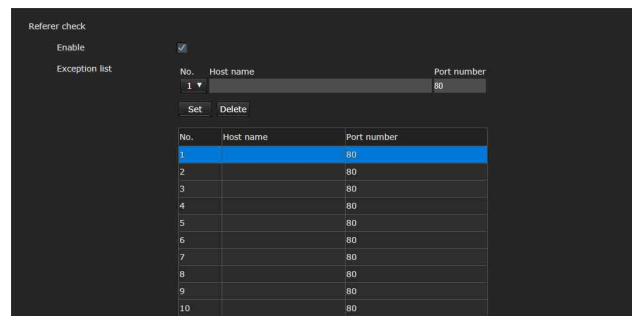 Referer check
Enable
Exception list
No. Host name Port number
1 80
Set Delete
No. Host name Port number
1 80
2 80
3 80
4 80
5 80
6 80
7 80
8 80
9 80
10 80